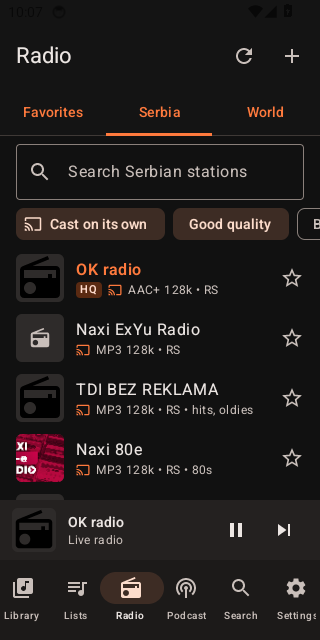 10:07
Radio
Favorites
Serbia
World
Search Serbian stations
Cast on its own
Good quality
B
OK radio
HQ AAC+ 128k • RS
Naxi ExYu Radio
MP3 128k • RS
TDI BEZ REKLAMA
MP3 128k • RS • hits, oldies
Naxi 80e
MP3 128k • RS • 80s
OK radio
Live radio
Library
Lists
Radio
Podcast
Search
Settings